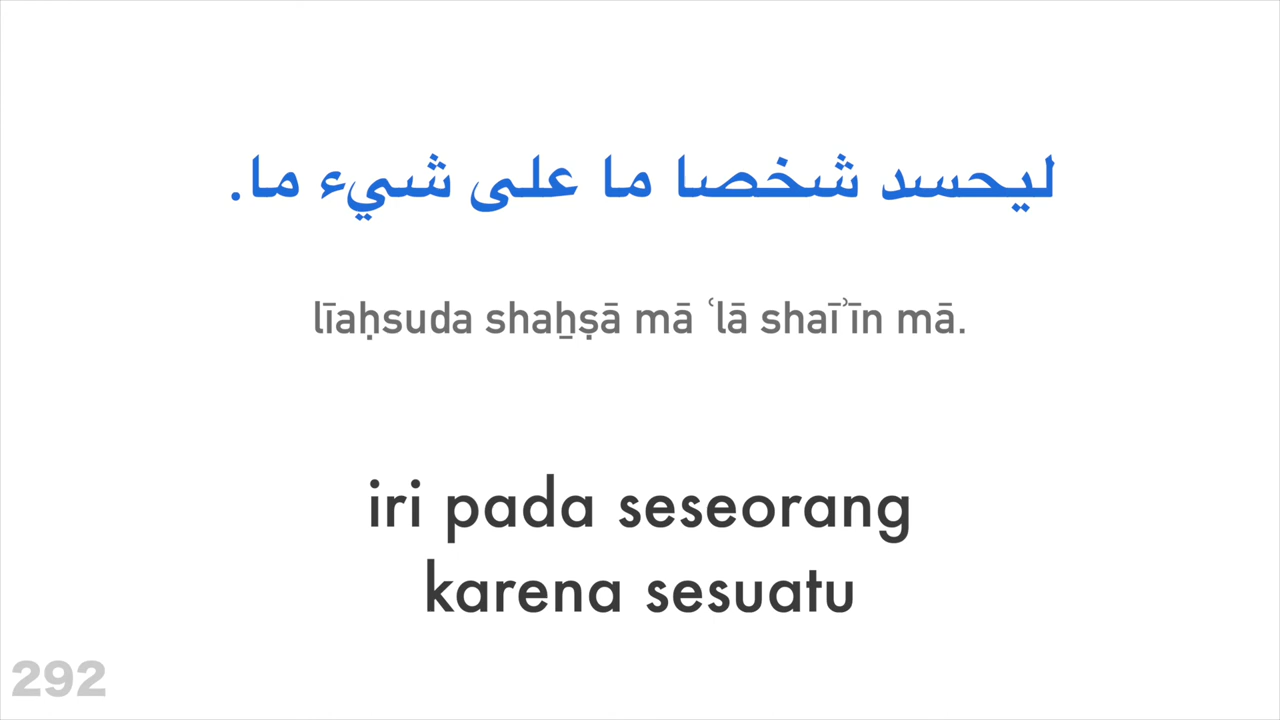 ليحسد شخصا ما على شيء ما.
līaḥsuda shaẖṣā mā ʿlā shaīʾīn mā.
iri pada seseorang
karena sesuatu
292